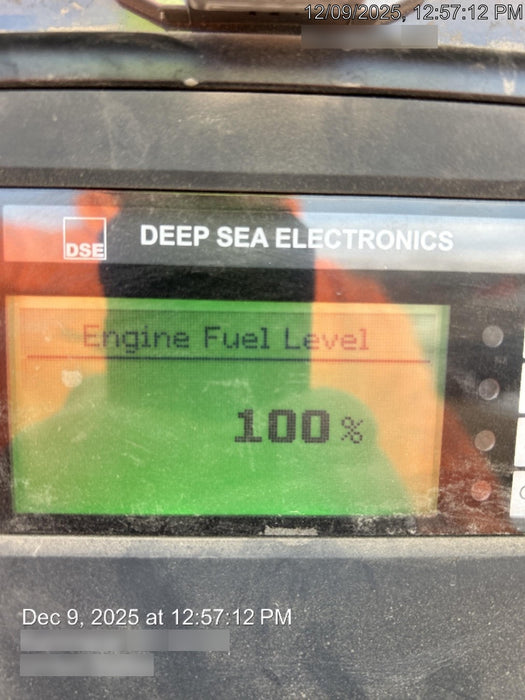 12/09/2025, 12:57:12 PM
DSE
DEEP SEA ELECTRONICS
Engine Fuel Level
100 %
Dec 9, 2025 at 12:57:12 PM